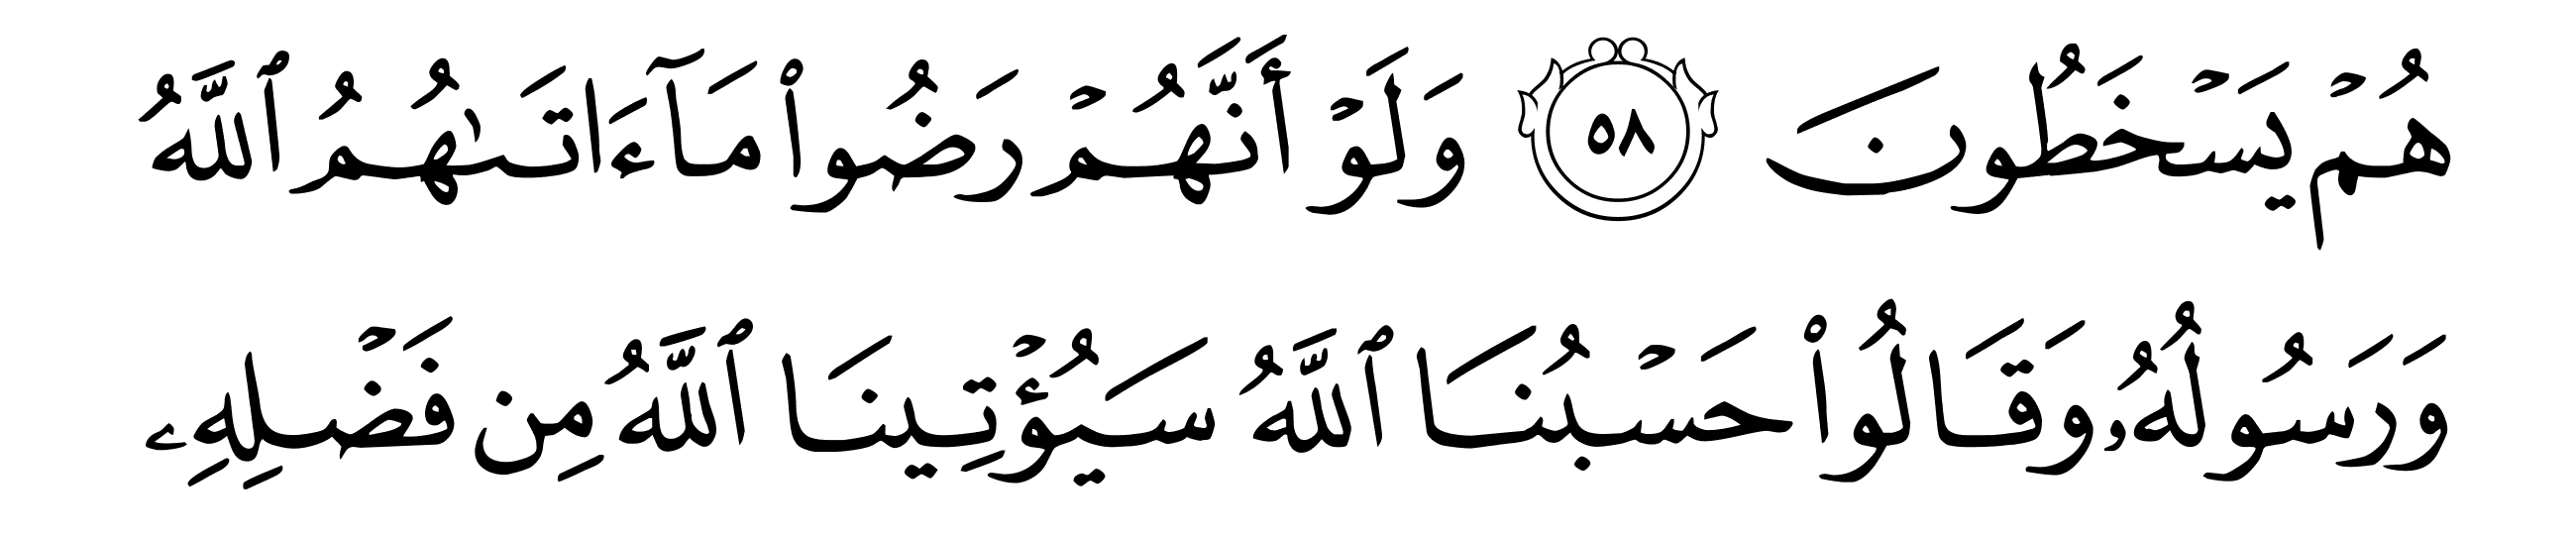 هُمۡ يَسۡخَطُونَ ٥٨ وَلَوۡ أَنَّهُمۡ رَضُواْ مَآ ءَاتَىٰهُمُ ٱللَّهُ
وَرَسُولُهُۥ وَقَالُواْ حَسۡبُنَا ٱللَّهُ سَيُؤۡتِينَا ٱللَّهُ مِن فَضۡلِهِۦ